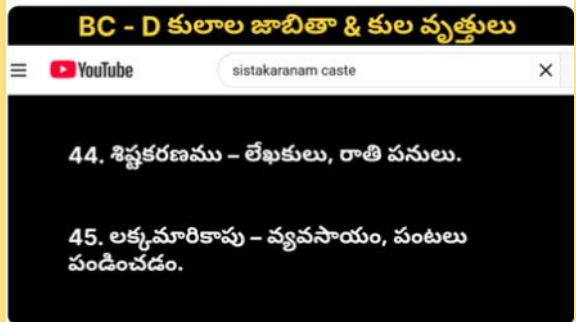 BC - D కులాల జాబితా & కుల వృత్తులు
YouTube
sistakaranam caste
44. శిష్టకరణము – లేఖకులు, రాతి పనులు.
45. లక్కమారికాపు – వ్యవసాయం, పంటలు
పండించడం.